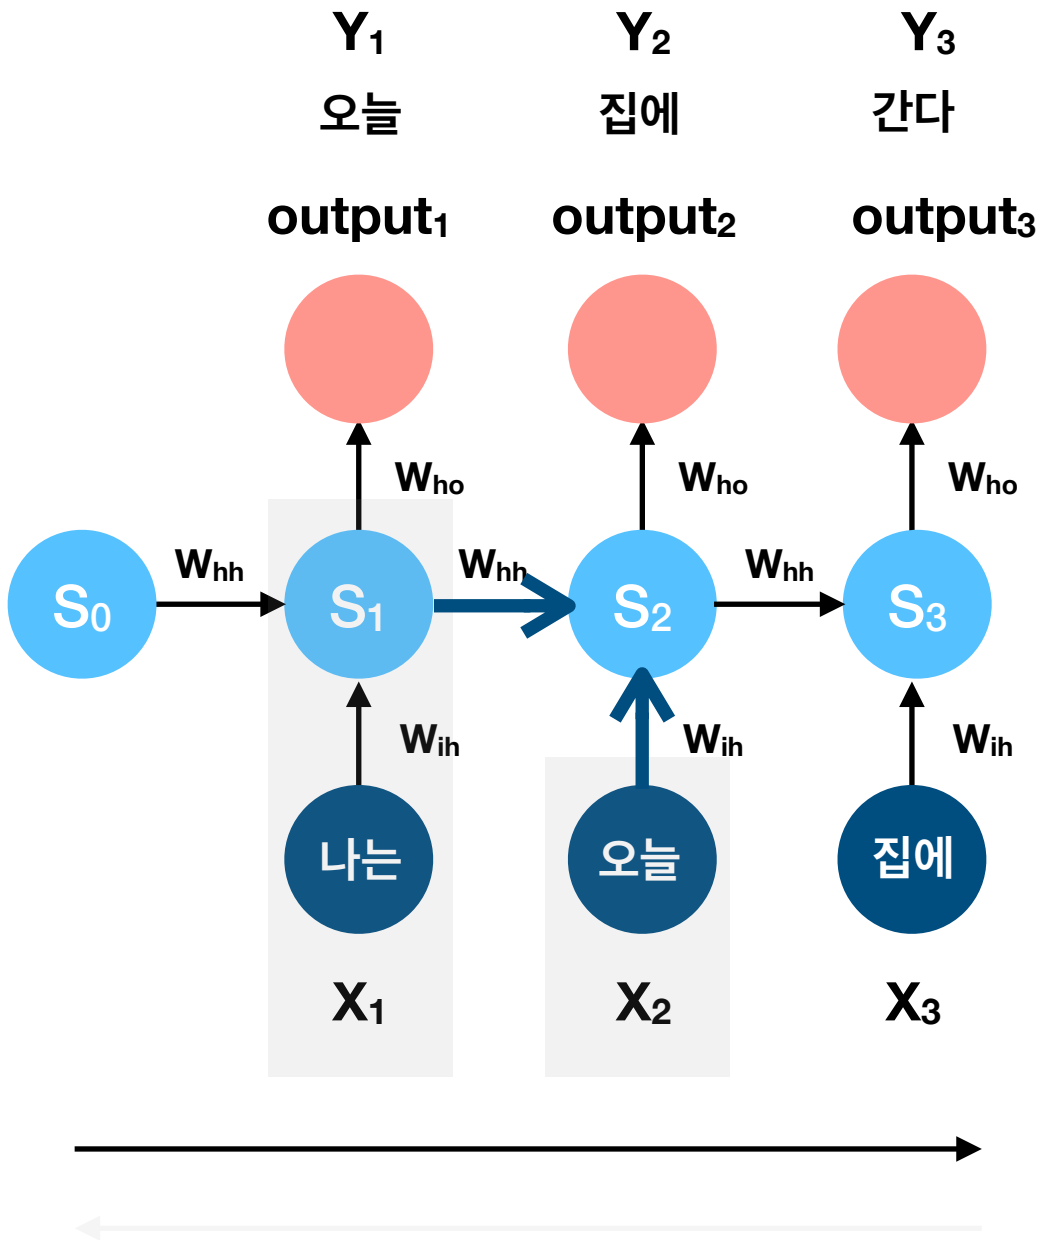 Y₁ Y₂ Y₃
오늘 집에 간다
output₁ output₂ output₃
Wₕₒ Wₕₒ Wₕₒ
Wₕₕ Wₕₕ Wₕₕ
S₀ S₁ S₂ S₃
Wᵢₕ Wᵢₕ Wᵢₕ
나는 오늘 집에
X₁ X₂ X₃